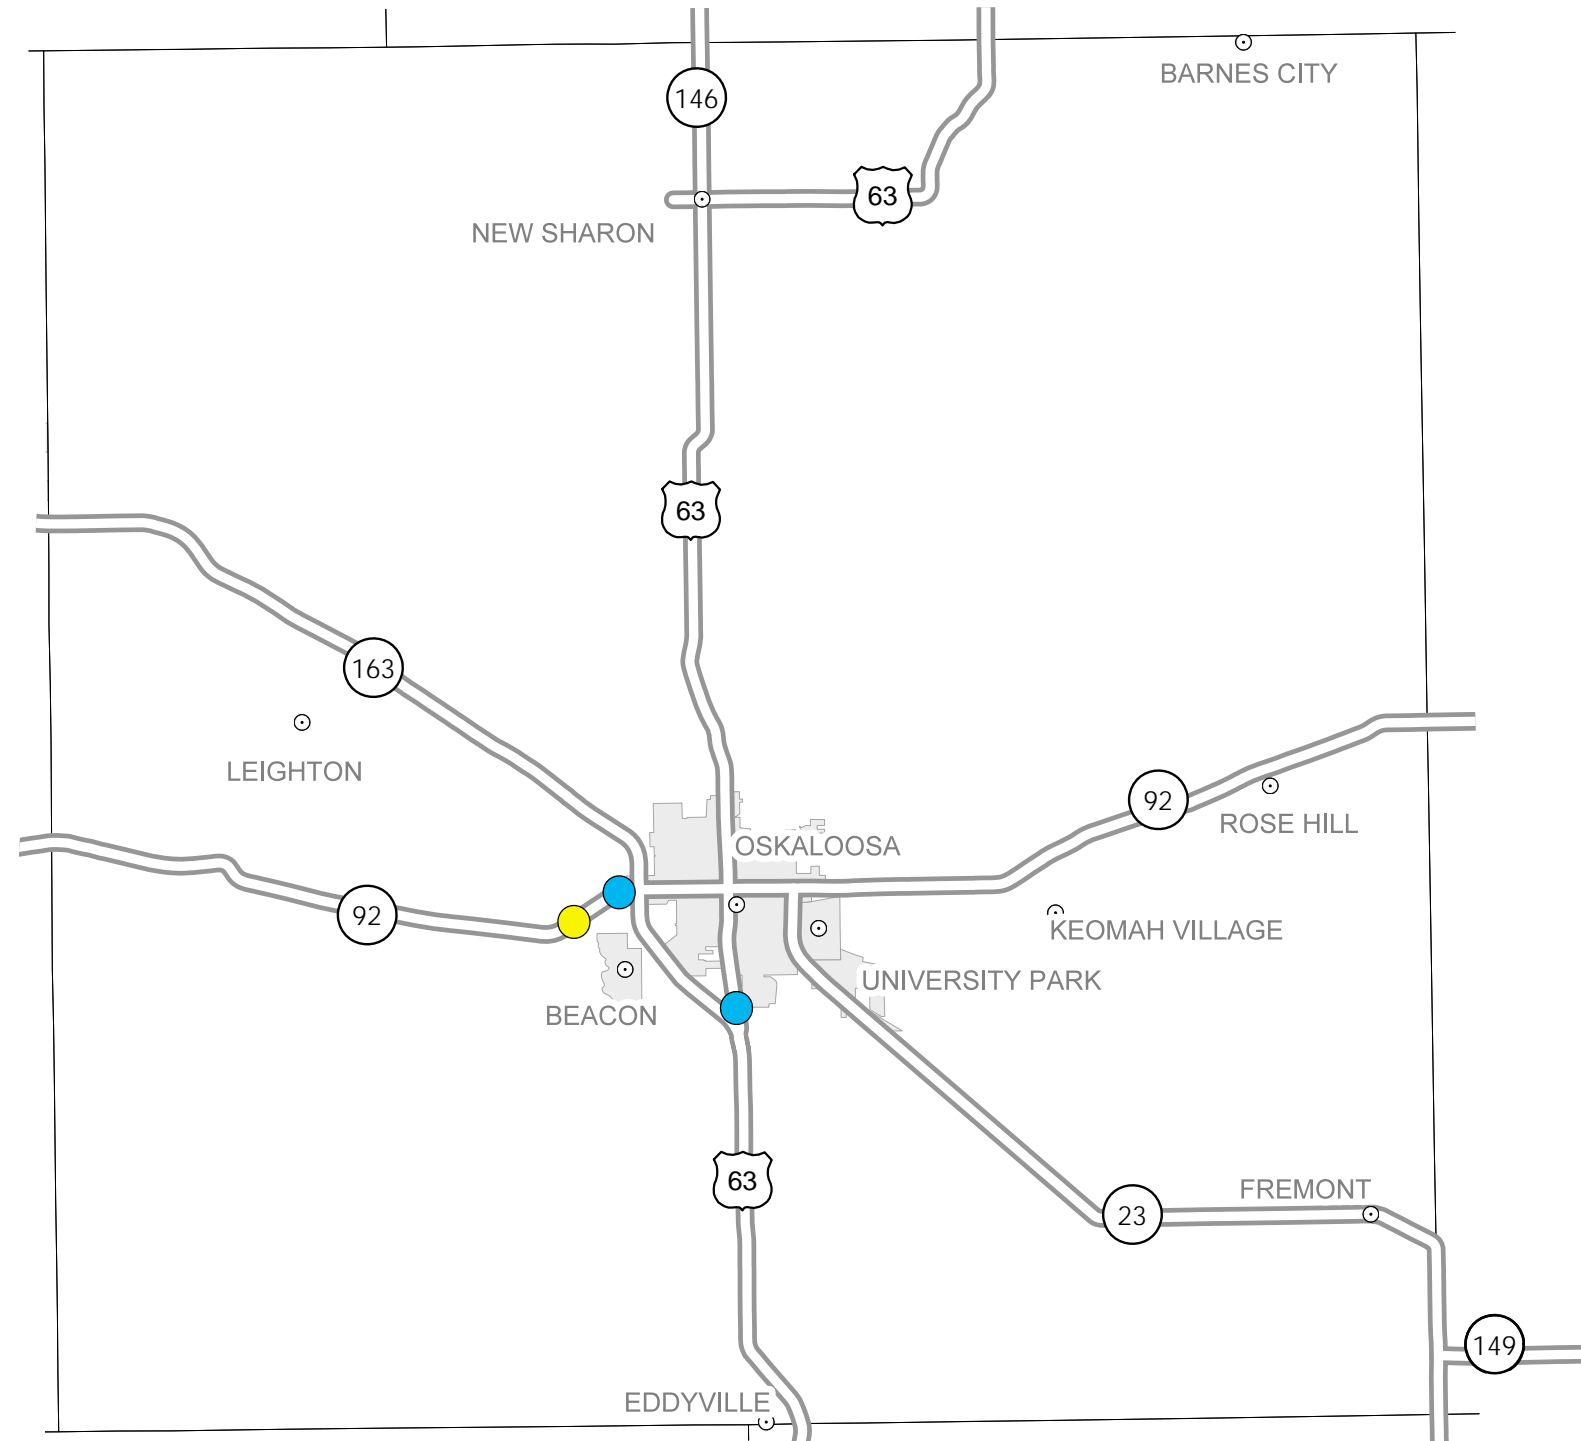 BARNES CITY
146
63
NEW SHARON
63
163
LEIGHTON
92
ROSE HILL
OSKALOOSA
92
KEOMAH VILLAGE
UNIVERSITY PARK
BEACON
63
FREMONT
23
149
EDDYVILLE